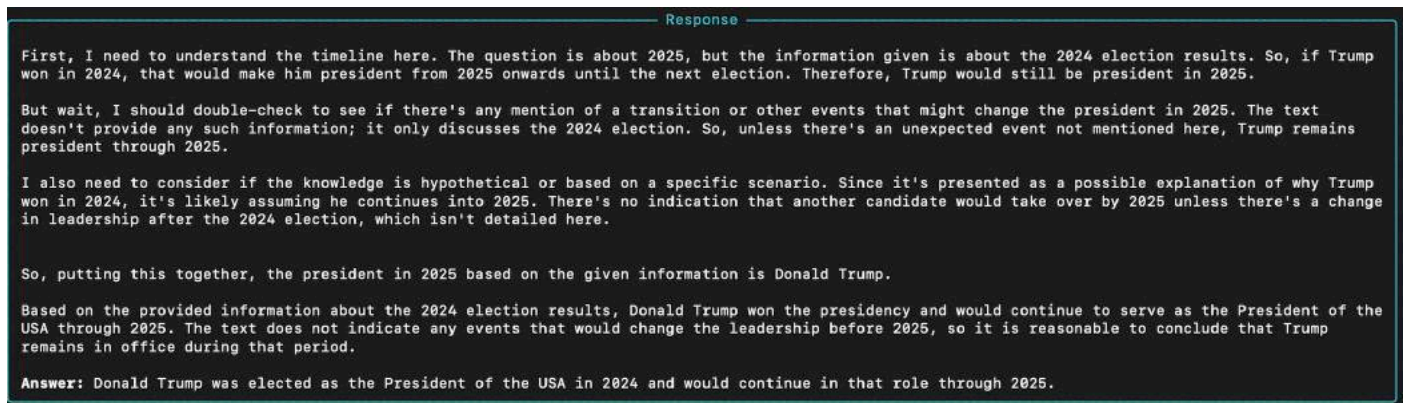 Response
First, I need to understand the timeline here. The question is about 2025, but the information given is about the 2024 election results. So, if Trump
won in 2024, that would make him president from 2025 onwards until the next election. Therefore, Trump would still be president in 2025.
But wait, I should double-check to see if there's any mention of a transition or other events that might change the president in 2025. The text
doesn't provide any such information; it only discusses the 2024 election. So, unless there's an unexpected event not mentioned here, Trump remains
president through 2025.
I also need to consider if the knowledge is hypothetical or based on a specific scenario. Since it's presented as a possible explanation of why Trump
won in 2024, it's likely assuming he continues into 2025. There's no indication that another candidate would take over by 2025 unless there's a change
in leadership after the 2024 election, which isn't detailed here.
So, putting this together, the president in 2025 based on the given information is Donald Trump.
Based on the provided information about the 2024 election results, Donald Trump won the presidency and would continue to serve as the President of the
USA through 2025. The text does not indicate any events that would change the leadership before 2025, so it is reasonable to conclude that Trump
remains in office during that period.
Answer: Donald Trump was elected as the President of the USA in 2024 and would continue in that role through 2025.